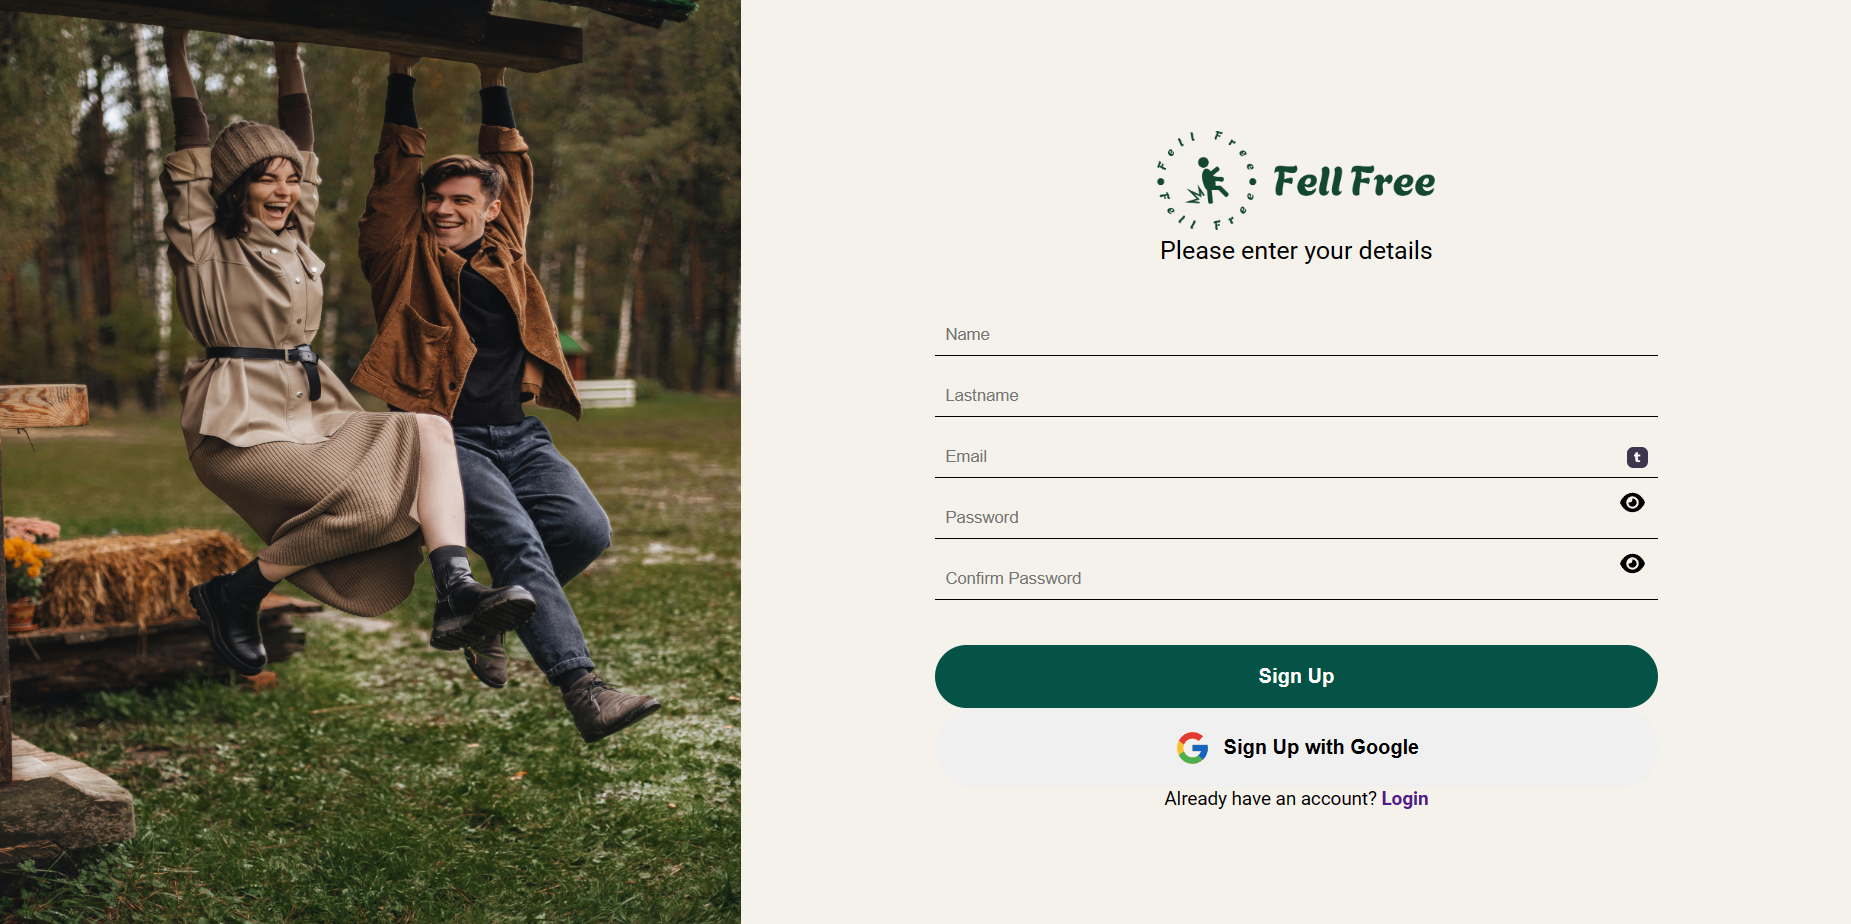 Fell Free
Fell Free
Fell Free
Please enter your details
Name
Lastname
Email
t
Password
Confirm Password
Sign Up
Sign Up with Google
Already have an account? Login